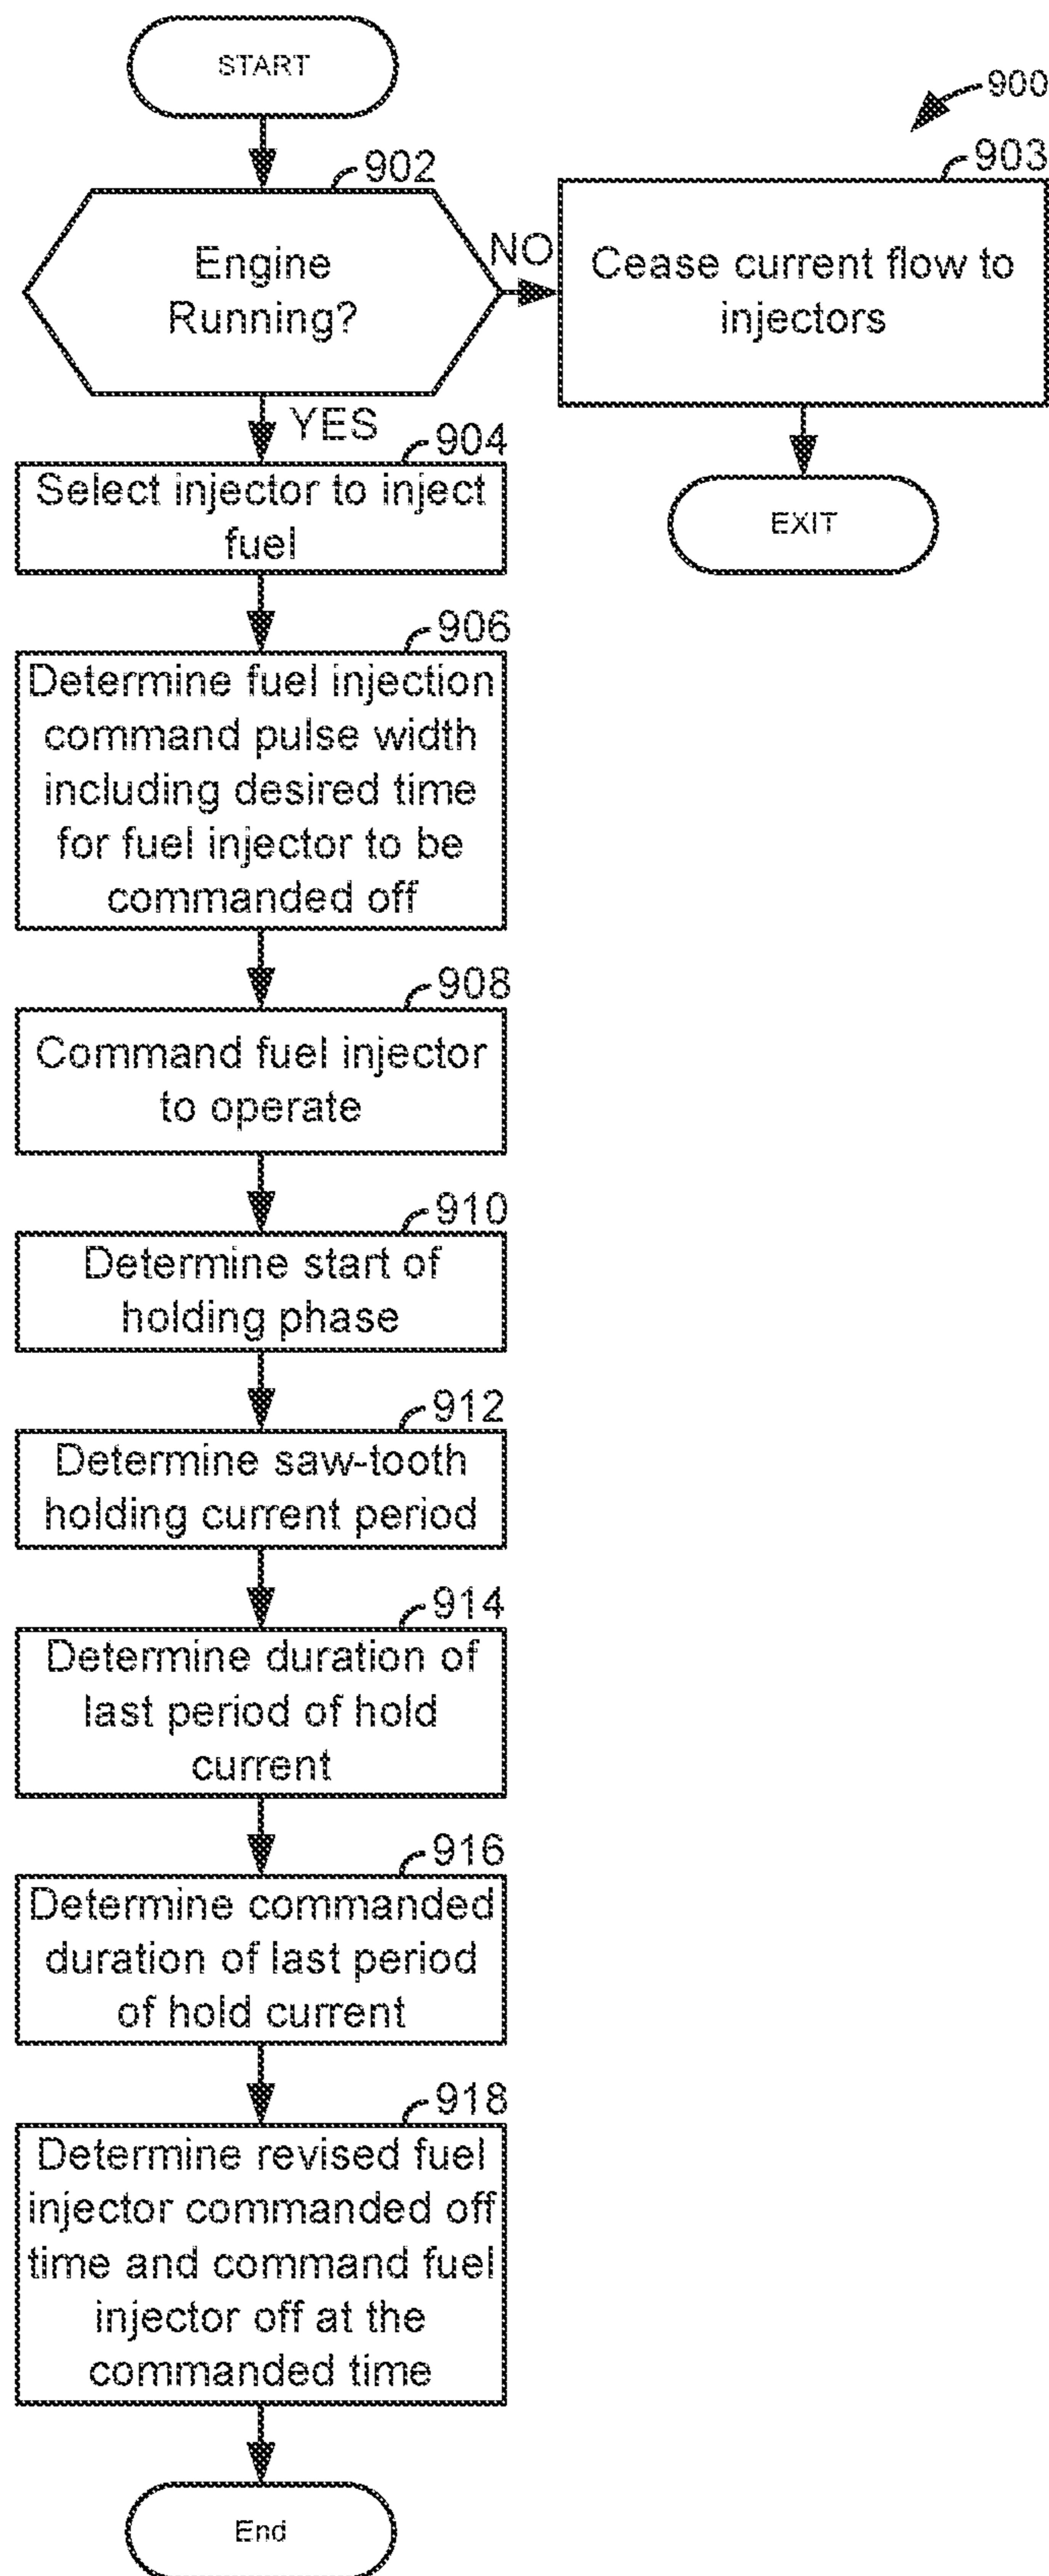 START
900
902
903
Engine
Running?
NO
Cease current flow to
injectors
YES
EXIT
904
Select injector to inject
fuel
906
Determine fuel injection
command pulse width
including desired time
for fuel injector to be
commanded off
908
Command fuel injector
to operate
910
Determine start of
holding phase
912
Determine saw-tooth
holding current period
914
Determine duration of
last period of hold
current
916
Determine commanded
duration of last period
of hold current
918
Determine revised fuel
injector commanded off
time and command fuel
injector off at the
commanded time
End